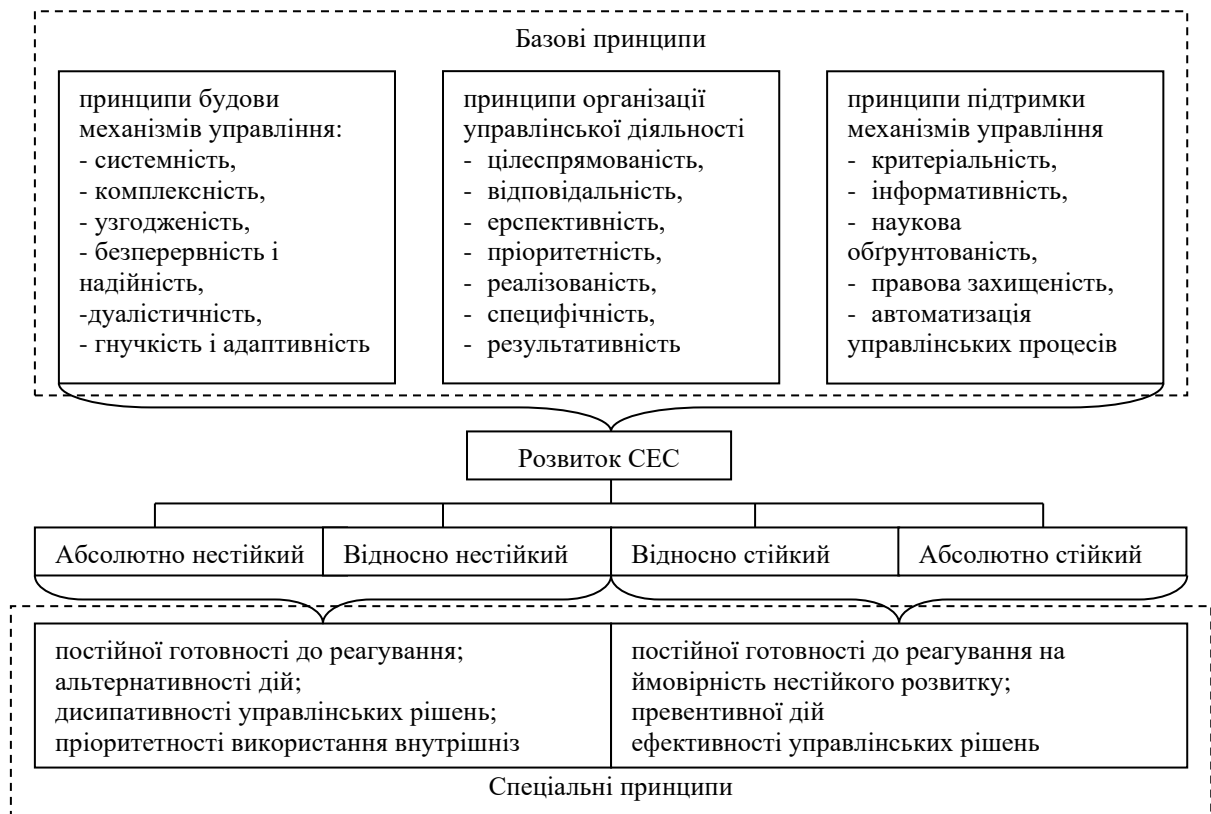 Базові принципи
принципи будови
механізмів управління:
- системність,
- комплексність,
- узгодженість,
- безперервність і
надійність,
-дуалістичність,
- гнучкість і адаптивність
принципи організації
управлінської діяльності
- цілеспрямованість,
- відповідальність,
- ерспективність,
- пріоритетність,
- реалізованість,
- специфічність,
- результативність
принципи підтримки
механізмів управління
- критеріальність,
- інформативність,
- наукова
обґрунтованість,
- правова захищеність,
- автоматизація
управлінських процесів
Розвиток СЕС
Абсолютно нестійкий
Відносно нестійкий
Відносно стійкий
Абсолютно стійкий
постійної готовності до реагування;
альтернативності дій;
дисипативності управлінських рішень;
пріоритетності використання внутрішніз
постійної готовності до реагування на
ймовірність нестійкого розвитку;
превентивної дій
ефективності управлінських рішень
Спеціальні принципи